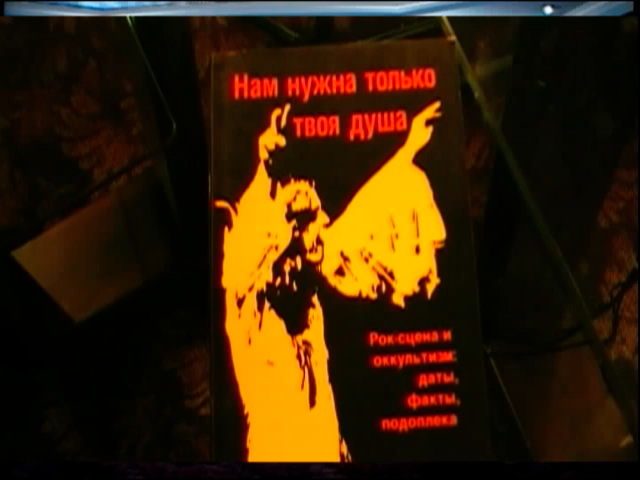 Нам нужна только
твоя душа
Рок-сцена и
оккультизм:
даты,
факты,
подоплека